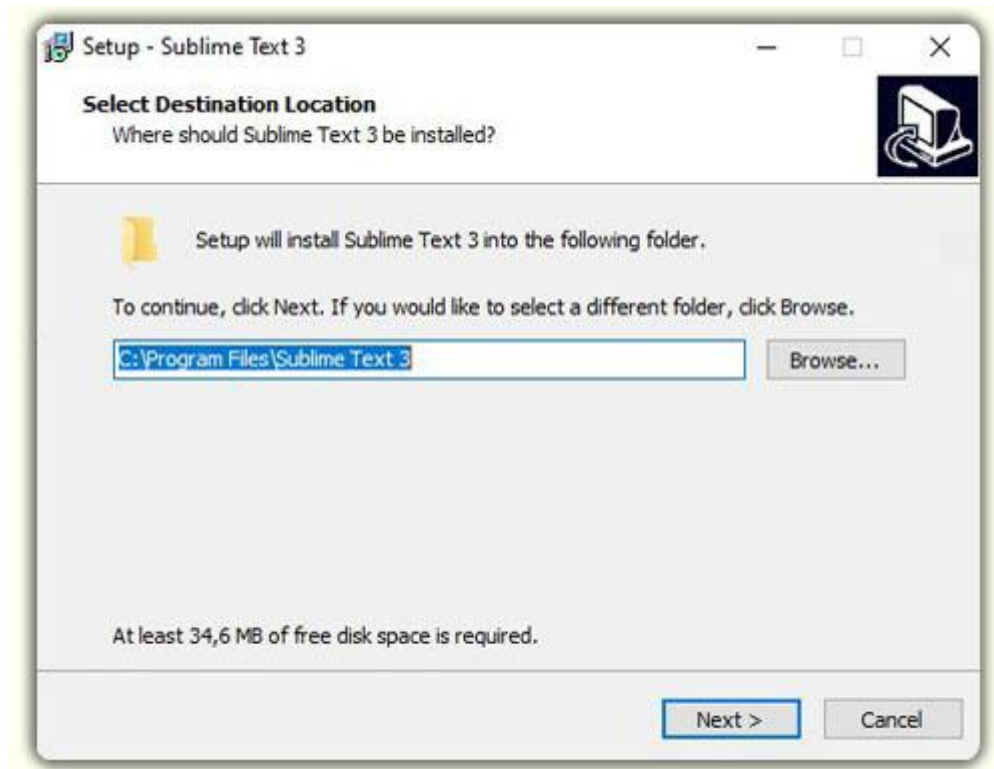 Setup - Sublime Text 3
Select Destination Location
Where should Sublime Text 3 be installed?
Setup will install Sublime Text 3 into the following folder.
To continue, click Next. If you would like to select a different folder, click Browse.
C:\Program Files\Sublime Text 3
Browse...
At least 34,6 MB of free disk space is required.
Next >
Cancel